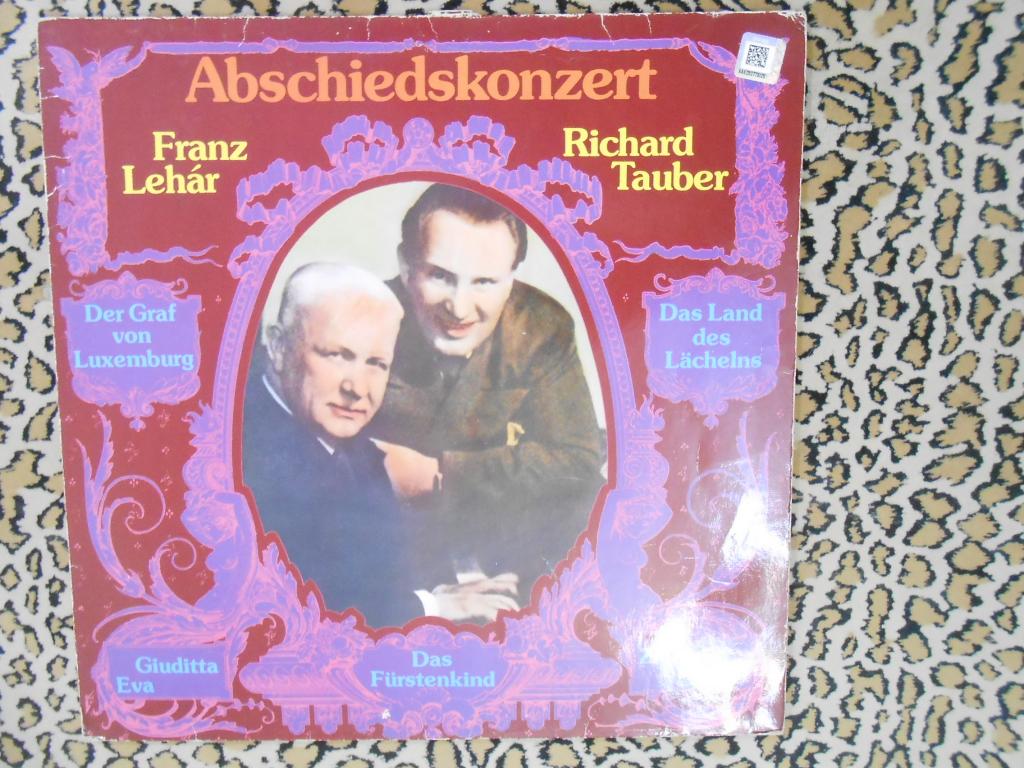 Abschiedskonzert
Franz
Lehár
Richard
Tauber
Der Graf
von
Luxemburg
Das Land
des
Lächelns
Giuditta
Eva
Das
Fürstenkind